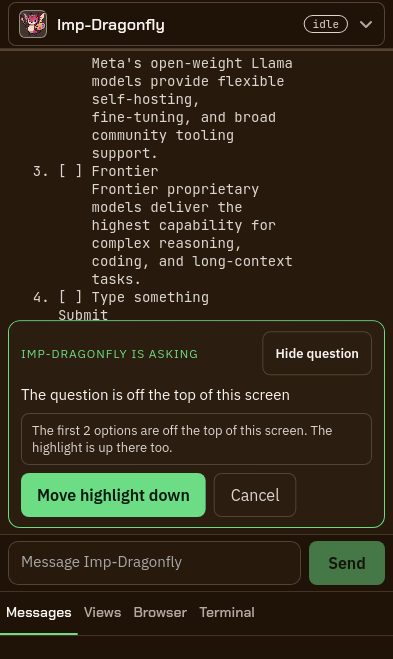 Imp-Dragonfly
idle
Meta's open-weight Llama
models provide flexible
self-hosting,
fine-tuning, and broad
community tooling
support.
3. [ ] Frontier
Frontier proprietary
models deliver the
highest capability for
complex reasoning,
coding, and long-context
tasks.
4. [ ] Type something
Submit
IMP-DRAGONFLY IS ASKING
Hide question
The question is off the top of this screen
The first 2 options are off the top of this screen. The
highlight is up there too.
Move highlight down
Cancel
Message Imp-Dragonfly
Send
Messages Views Browser Terminal